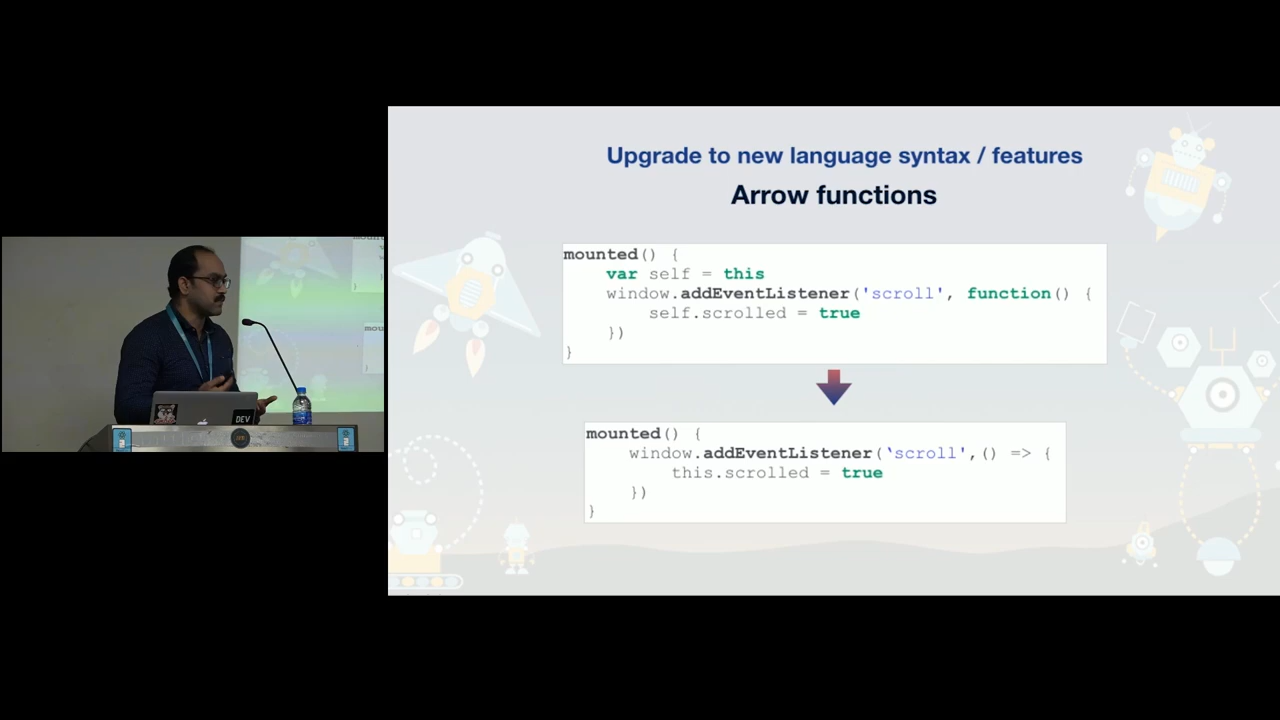 Upgrade to new language syntax / features
Arrow functions
mounted() {
    var self = this
    window.addEventListener('scroll', function() {
        self.scrolled = true
    })
}
mounted() {
    window.addEventListener(‘scroll',() => {
        this.scrolled = true
    })
}
DEV